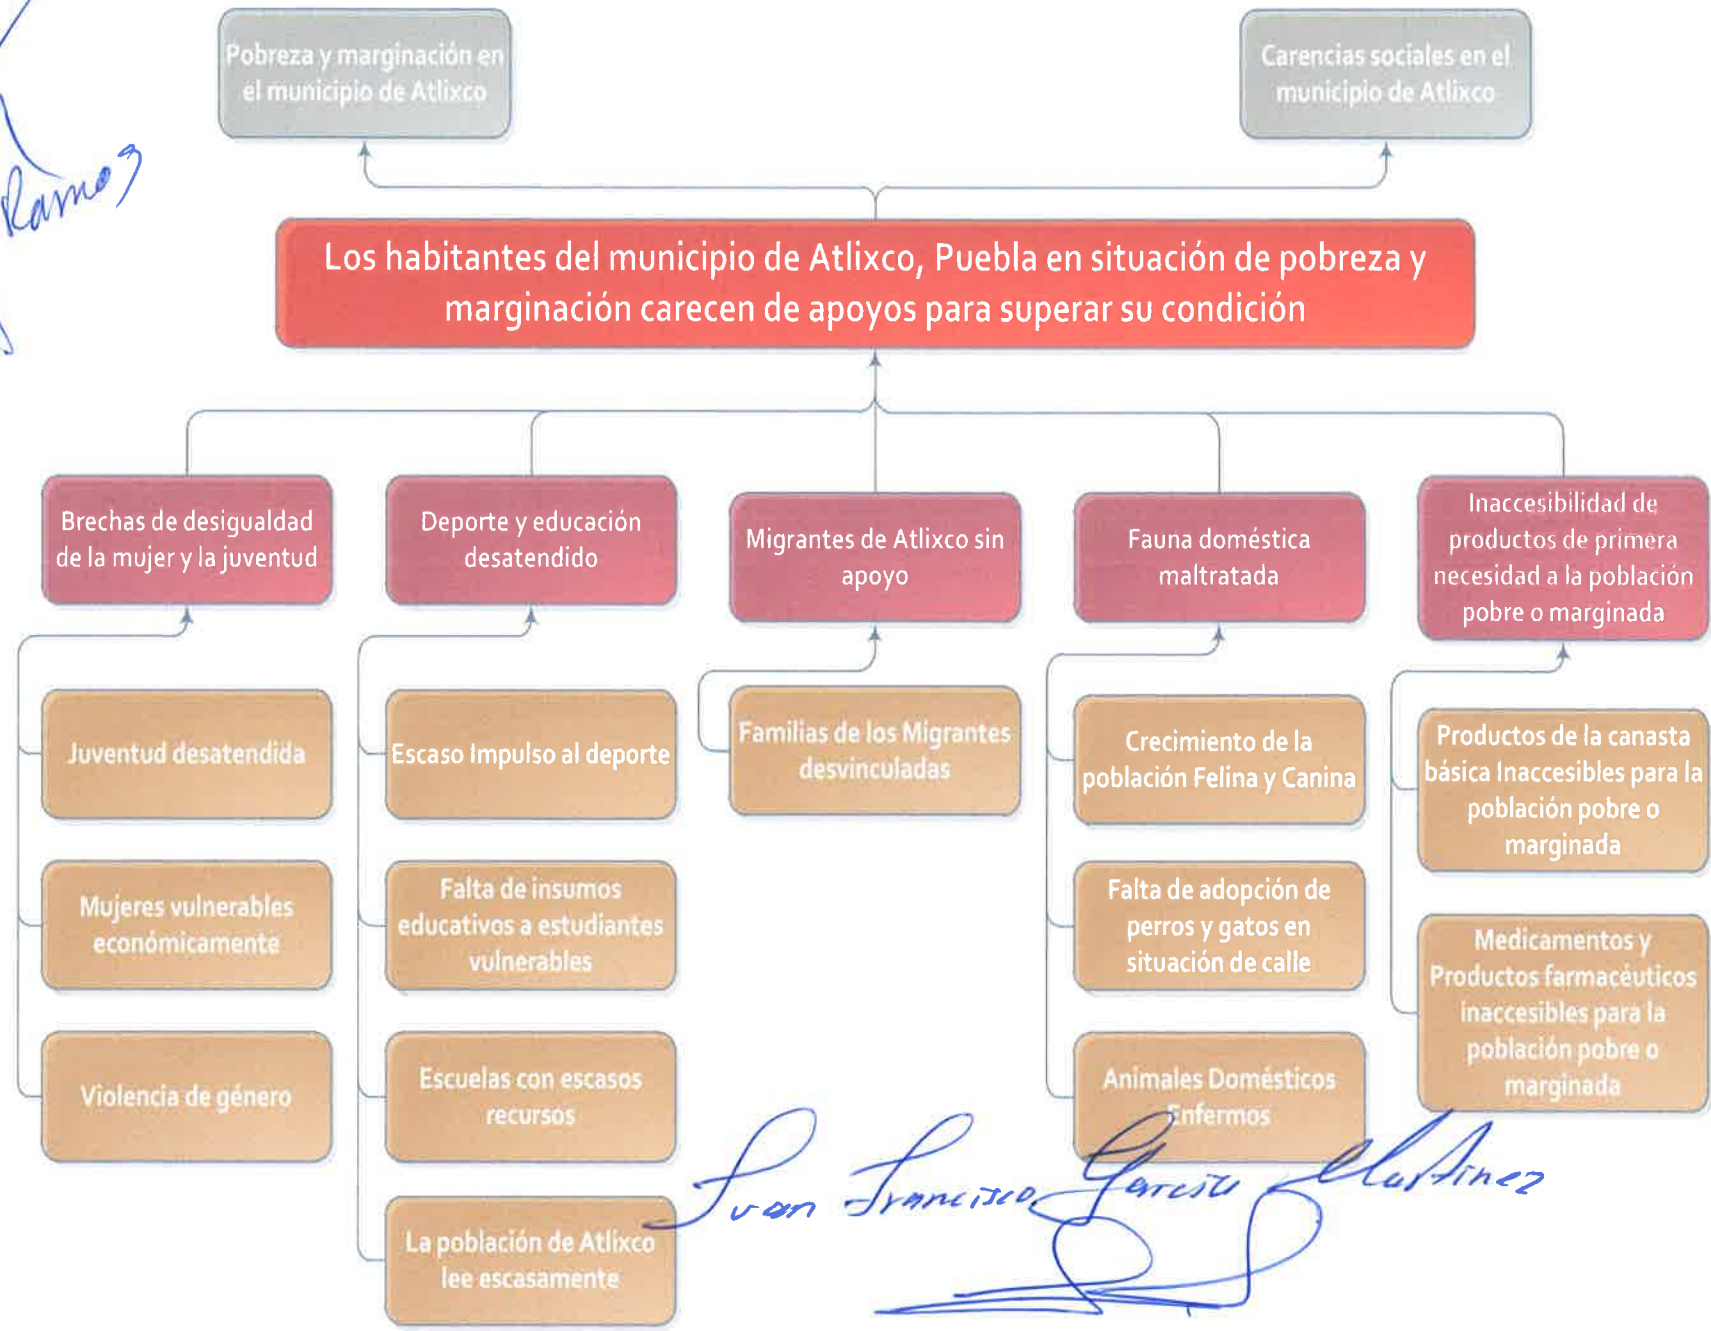 Pobreza y marginación en
el municipio de Atlixco
Carencias sociales en el
municipio de Atlixco
Ramos
Los habitantes del municipio de Atlixco, Puebla en situación de pobreza y
marginación carecen de apoyos para superar su condición
Brechas de desigualdad
de la mujer y la juventud
Deporte y educación
desatendido
Migrantes de Atlixco sin
apoyo
Fauna doméstica
maltratada
Inaccesibilidad de
productos de primera
necesidad a la población
pobre o marginada
Juventud desatendida
Mujeres vulnerables
económicamente
Violencia de género
Escaso Impulso al deporte
Falta de insumos
educativos a estudiantes
vulnerables
Escuelas con escasos
recursos
La población de Atlixco
lee escasamente
Familias de los Migrantes
desvinculadas
Crecimiento de la
población Felina y Canina
Falta de adopción de
perros y gatos en
situación de calle
Animales Domésticos
Enfermos
Productos de la canasta
básica Inaccesibles para la
población pobre o
marginada
Medicamentos y
Productos farmacéuticos
inaccesibles para la
población pobre o
marginada
Francisco García Martinez